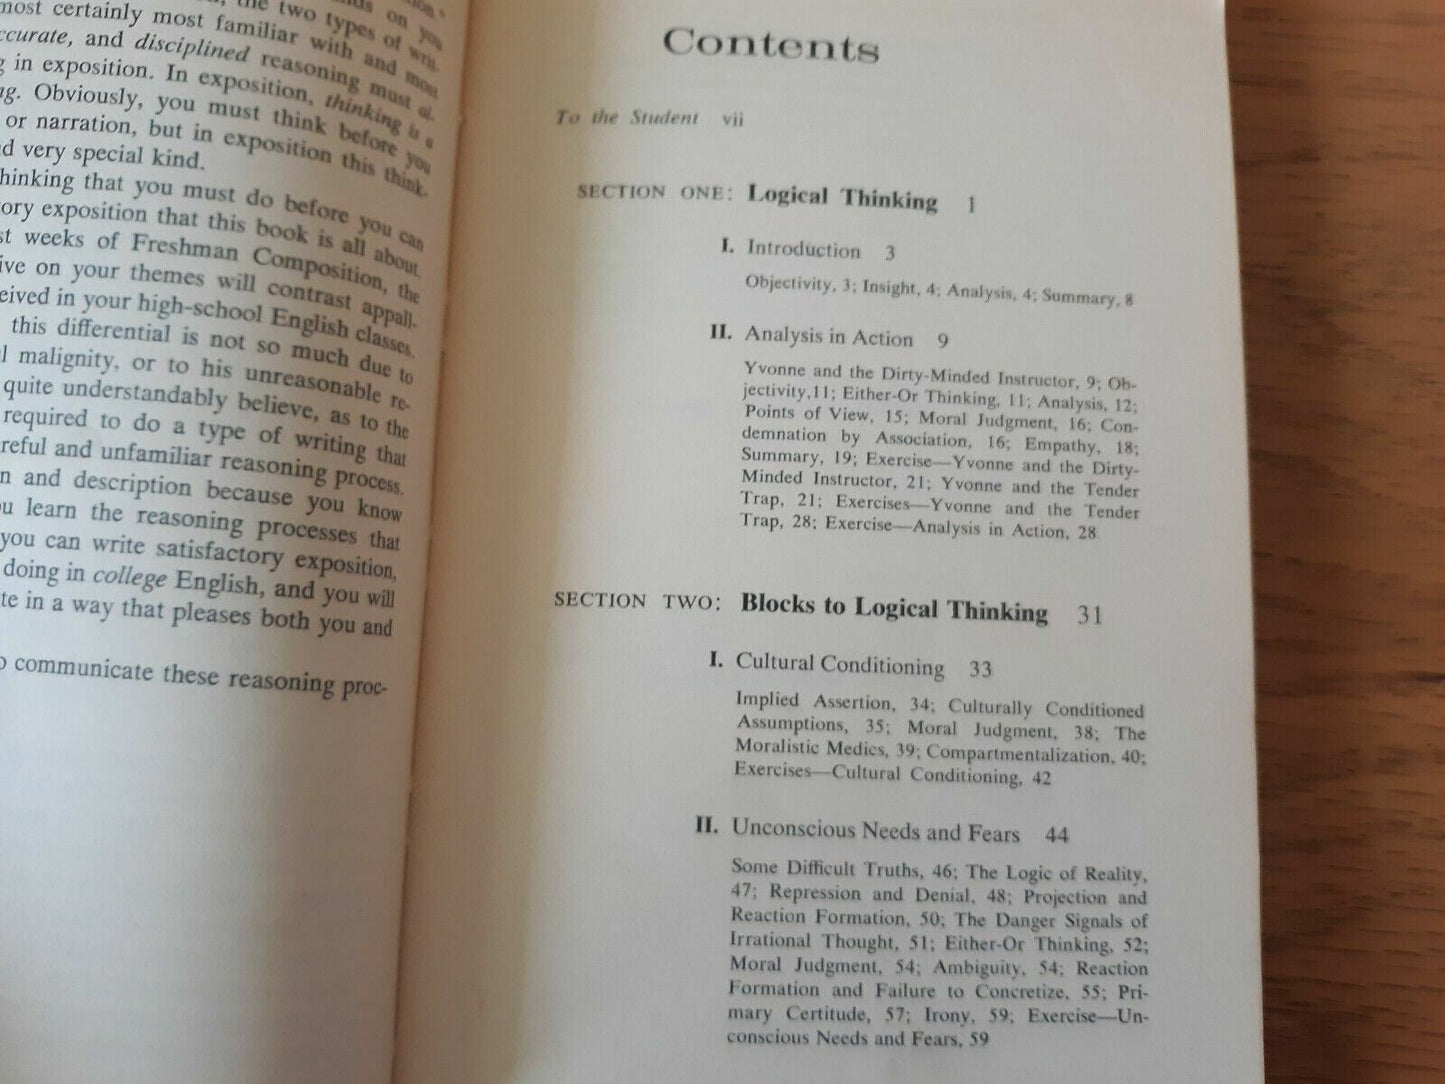 the two types of writ-
most certainly most familiar with and most
ccurate, and disciplined reasoning must al-
g in exposition. In exposition, thinking is a
ng. Obviously, you must think before you
or narration, but in exposition this think-
d very special kind.
hinking that you must do before you can
ory exposition that this book is all about.
st weeks of Freshman Composition, the
ive on your themes will contrast appall-
eived in your high-school English classes.
this differential is not so much due to
l malignity, or to his unreasonable re-
quite understandably believe, as to the
required to do a type of writing that
reful and unfamiliar reasoning process.
n and description because you know
u learn the reasoning processes that
you can write satisfactory exposition,
doing in college English, and you will
te in a way that pleases both you and
o communicate these reasoning proc-
Contents
To the Student vii
SECTION ONE: Logical Thinking 1
I. Introduction 3
Objectivity, 3; Insight, 4; Analysis, 4; Summary, 8
II. Analysis in Action 9
Yvonne and the Dirty-Minded Instructor, 9; Ob-
jectivity,11; Either-Or Thinking, 11; Analysis, 12;
Points of View, 15; Moral Judgment, 16; Con-
demnation by Association, 16; Empathy, 18;
Summary, 19; Exercise—Yvonne and the Dirty-
Minded Instructor, 21; Yvonne and the Tender
Trap, 21; Exercises—Yvonne and the Tender
Trap, 28; Exercise—Analysis in Action, 28
SECTION TWO: Blocks to Logical Thinking 31
I. Cultural Conditioning 33
Implied Assertion, 34; Culturally Conditioned
Assumptions, 35; Moral Judgment, 38; The
Moralistic Medics, 39; Compartmentalization, 40;
Exercises—Cultural Conditioning, 42
II. Unconscious Needs and Fears 44
Some Difficult Truths, 46; The Logic of Reality,
47; Repression and Denial, 48; Projection and
Reaction Formation, 50; The Danger Signals of
Irrational Thought, 51; Either-Or Thinking, 52;
Moral Judgment, 54; Ambiguity, 54; Reaction
Formation and Failure to Concretize, 55; Pri-
mary Certitude, 57; Irony, 59; Exercise—Un-
conscious Needs and Fears, 59